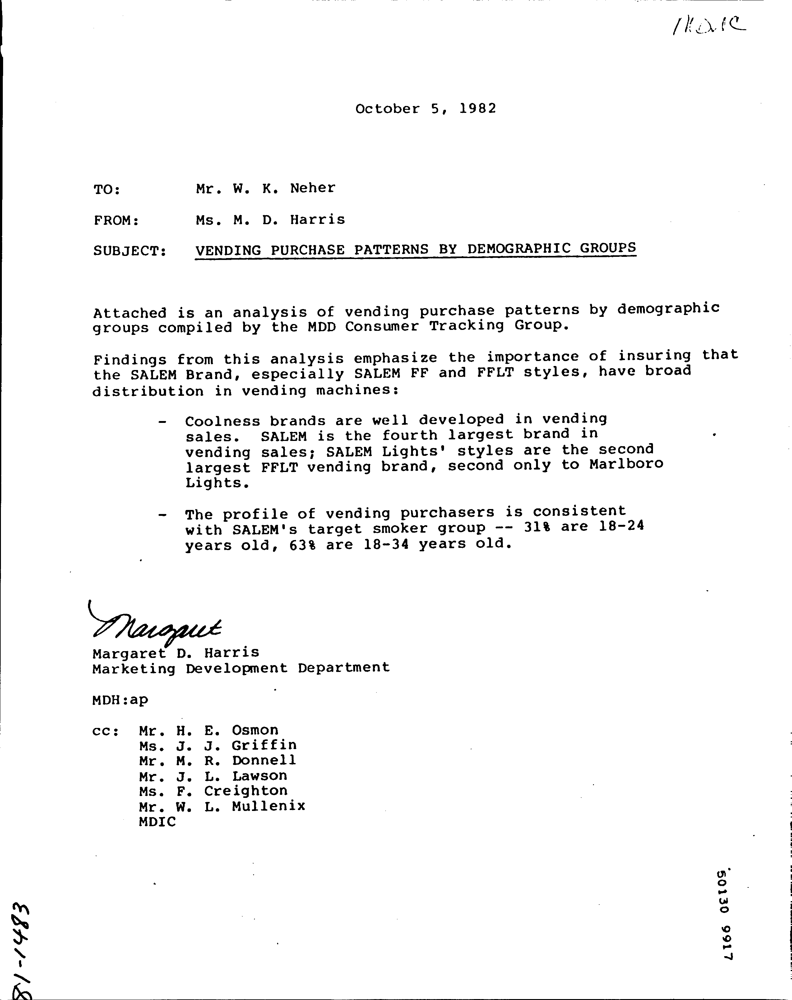 October 5, 1982
TO: Mr. W. K. Neher
FROM: Ms. M. D. Harris
SUBJECT: VENDING PURCHASE PATTERNS BY DEMOGRAPHIC GROUPS
Attached is an analysis of vending purchase patterns by demographic
groups compiled by the MDD Consumer Tracking Group.
Findings from this analysis emphasize the importance of insuring that
the SALEM Brand, especially SALEM FF and FFLT styles, have broad
distribution in vending machines:
- Coolness brands are well developed in vending
sales. SALEM is the fourth largest brand in
vending sales; SALEM Lights' styles are the second
largest FFLT vending brand, second only to Marlboro
Lights.
- The profile of vending purchasers is consistent
with SALEM's target smoker group -- 31% are 18-24
years old, 63% are 18-34 years old.
Margaret
Margaret D. Harris
Marketing Development Department
MDH:ap
cc: Mr. H. E. Osmon
Ms. J. J. Griffin
Mr. M. R. Donnell
Mr. J. L. Lawson
Ms. F. Creighton
Mr. W. L. Mullenix
MDIC
50130 9917